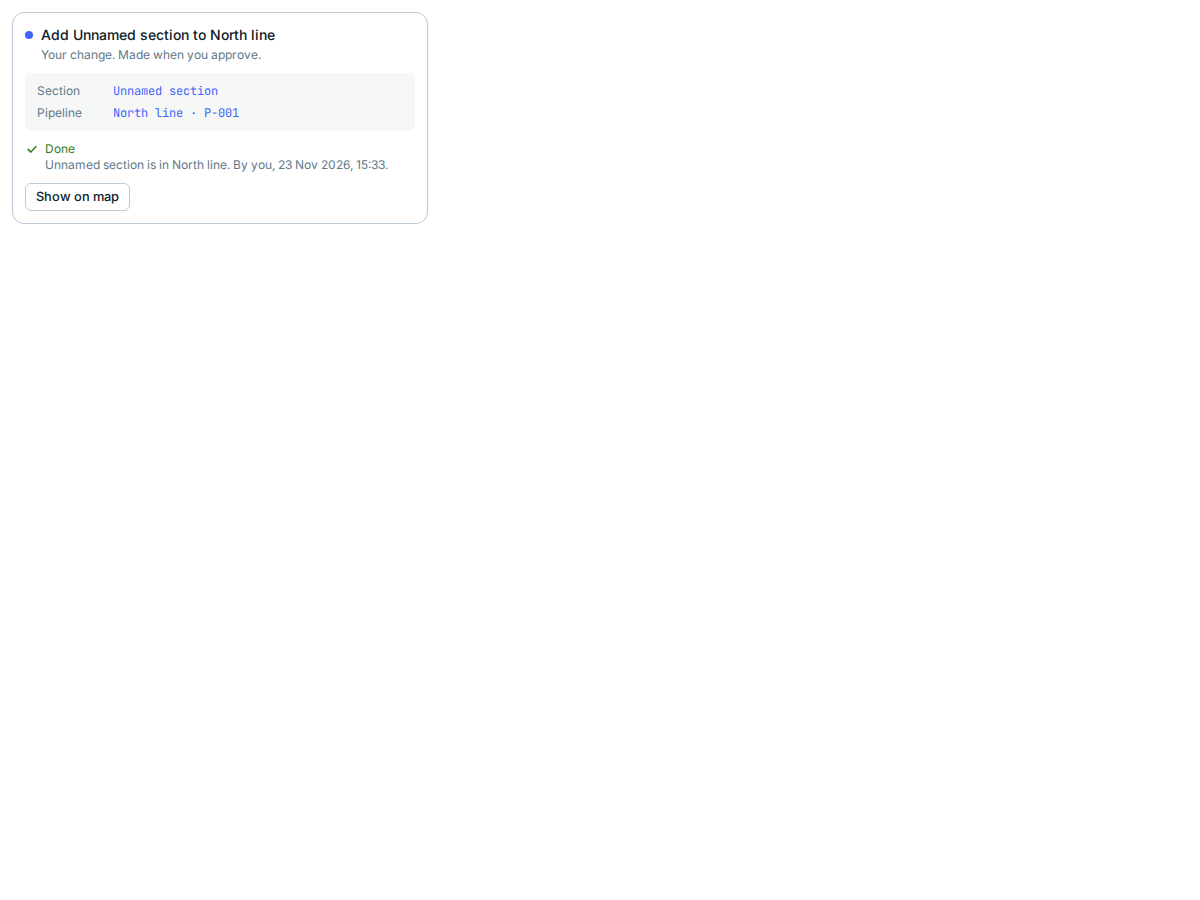 Add Unnamed section to North line
Your change. Made when you approve.
Section Unnamed section
Pipeline North line · P-001
Done
Unnamed section is in North line. By you, 23 Nov 2026, 15:33.
Show on map